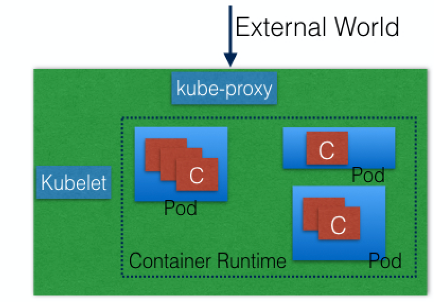 External World
kube-proxy
C
Kubelet
C
Pod
Pod
C
Container Runtime
Pod